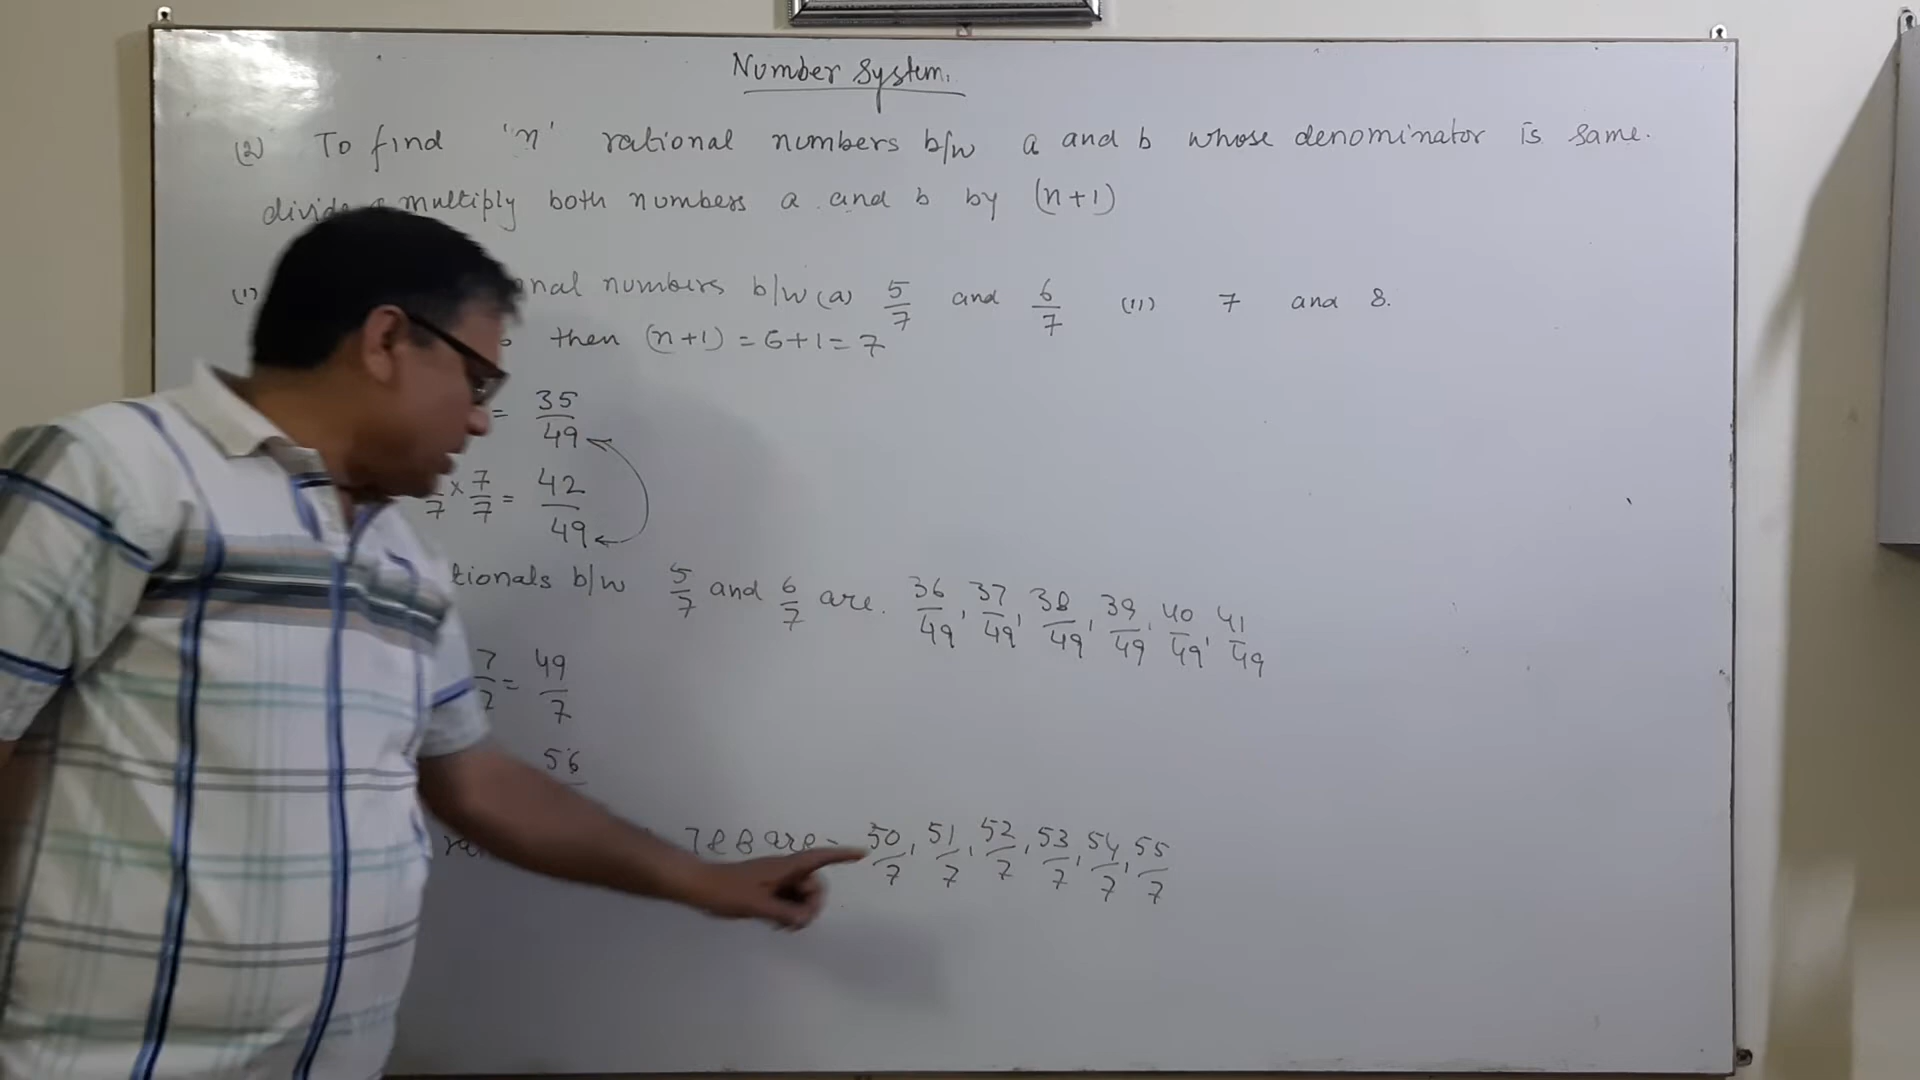 Number System.
(2) To find 'n' rational numbers b/w a and b whose denominator is same.
divide multiply both numbers a and b by (n+1)
(1) numbers b/w (a) 5/7 and 6/7 (11) 7 and 8.
then (n+1) = 6+1 = 7
= 35/49
× 7/7 = 42/49
b/w 5/7 and 6/7 are. 36/49, 37/49, 38/49, 39/49, 40/49, 41/49
= 49/7
56
7 & 8 are - 50/7, 51/7, 52/7, 53/7, 54/7, 55/7